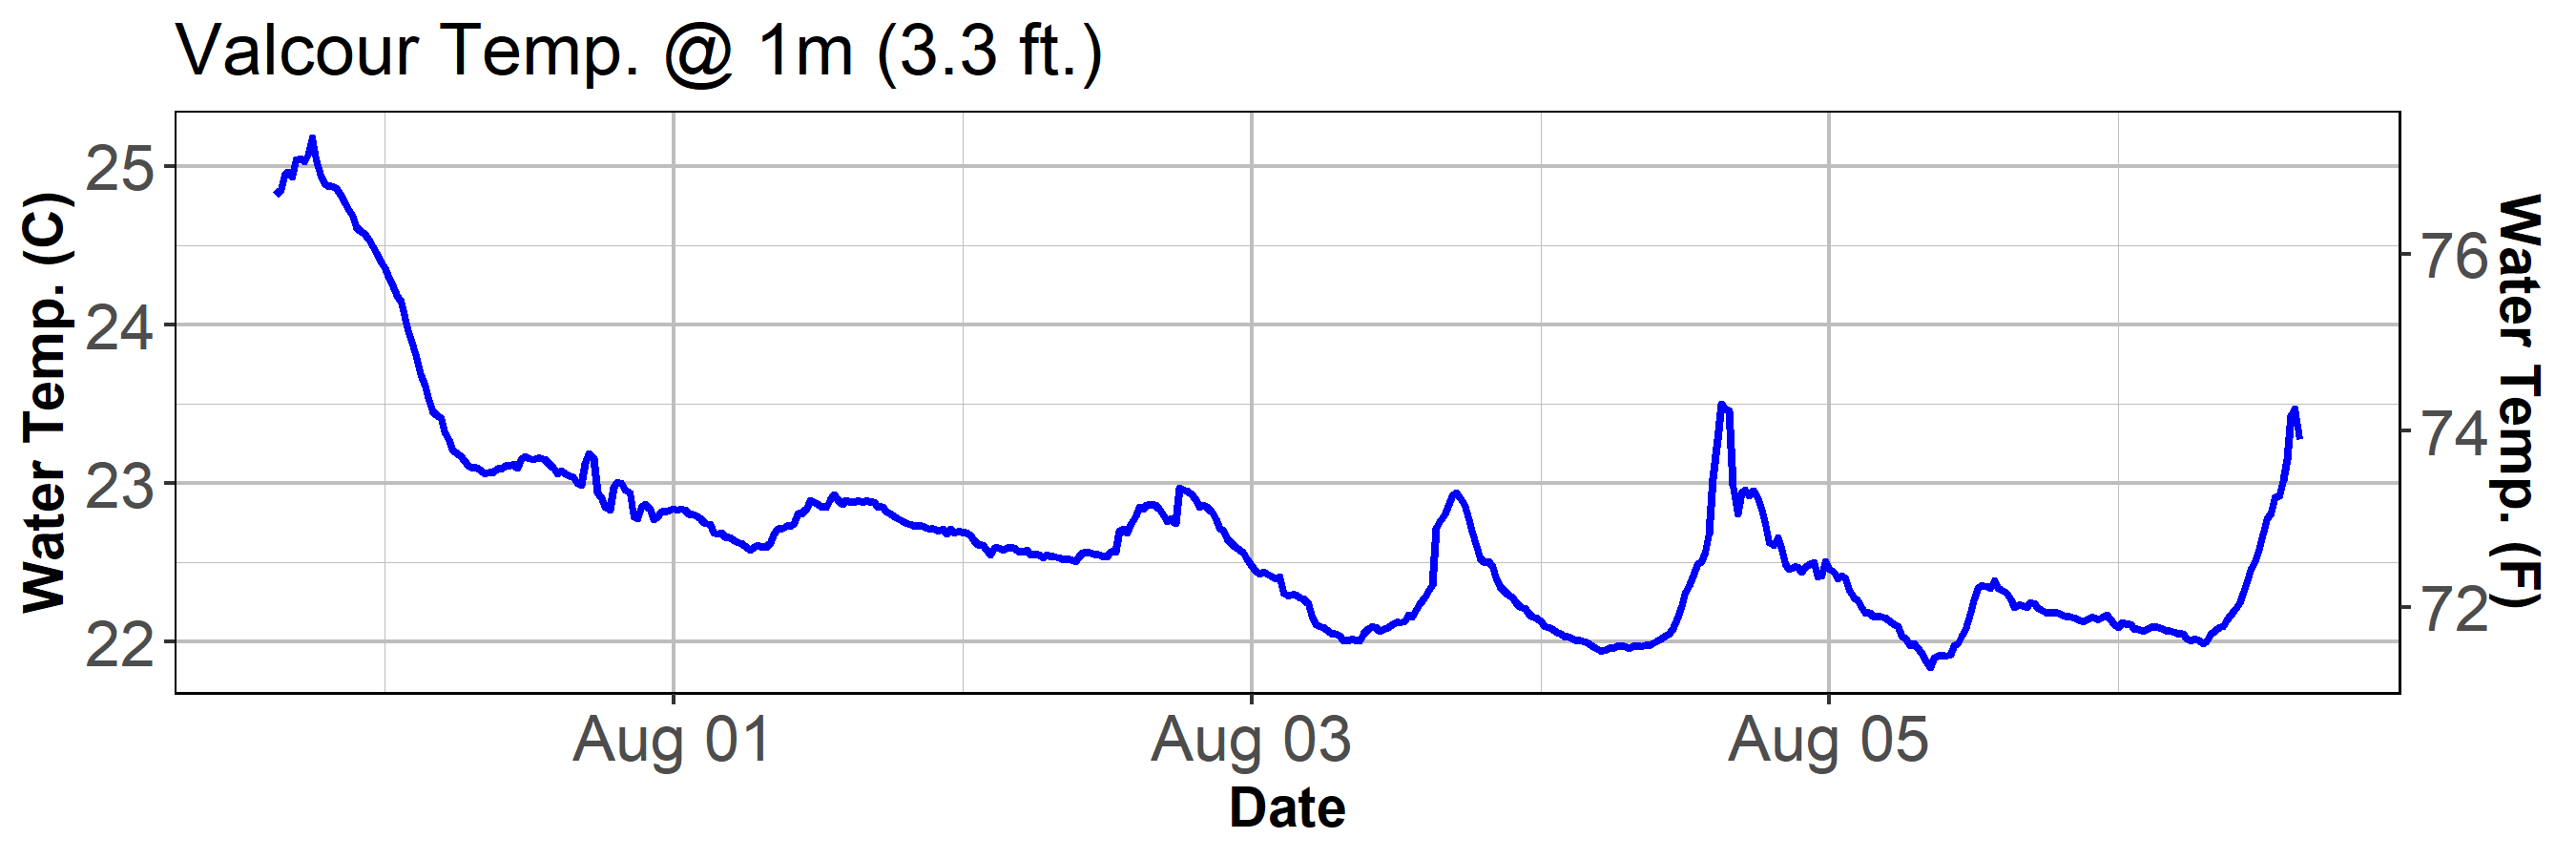 Valcour Temp. @ 1m (3.3 ft.)
Water Temp. (C)
25
24
23
22
76
74
72
Water Temp. (F)
Aug 01
Aug 03
Aug 05
Date